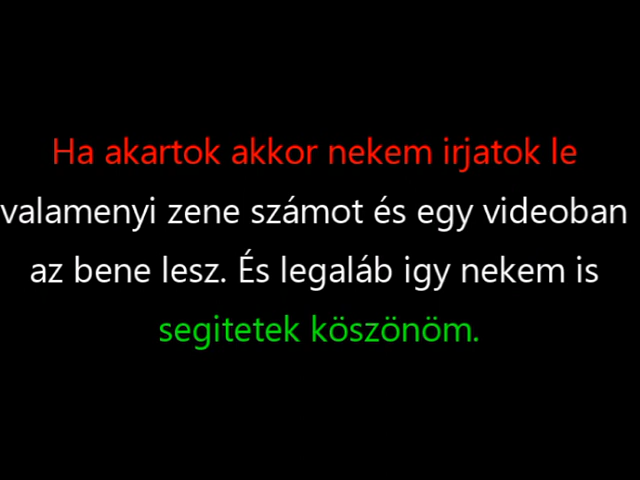 Ha akartok akkor nekem irjatok le
valamenyi zene számot és egy videoban
az bene lesz. És legaláb igy nekem is
segitetek köszönöm.